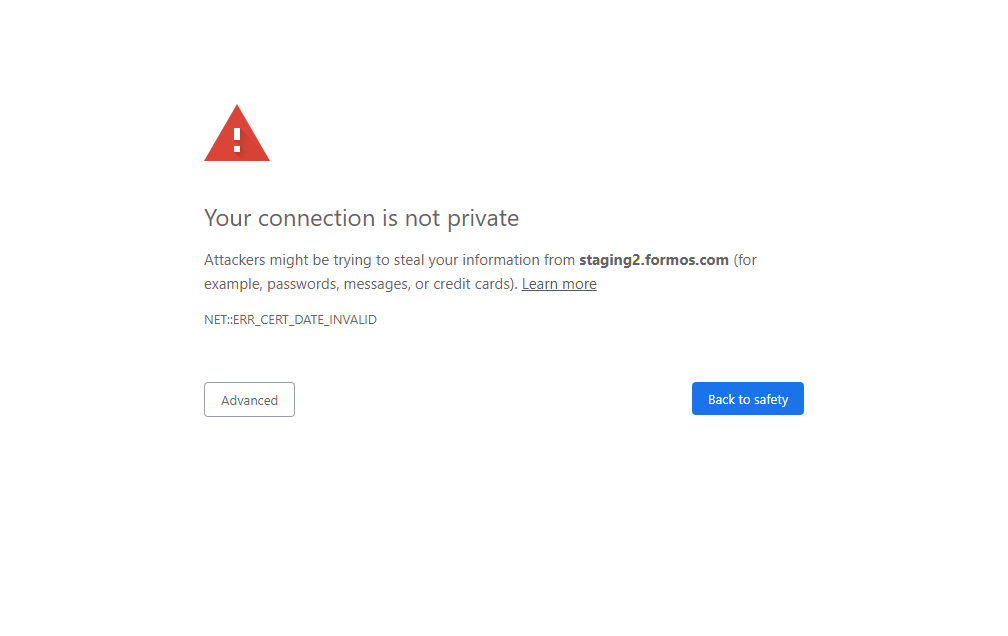 Your connection is not private
Attackers might be trying to steal your information from staging2.formos.com (for
example, passwords, messages, or credit cards). Learn more
NET::ERR_CERT_DATE_INVALID
Advanced
Back to safety